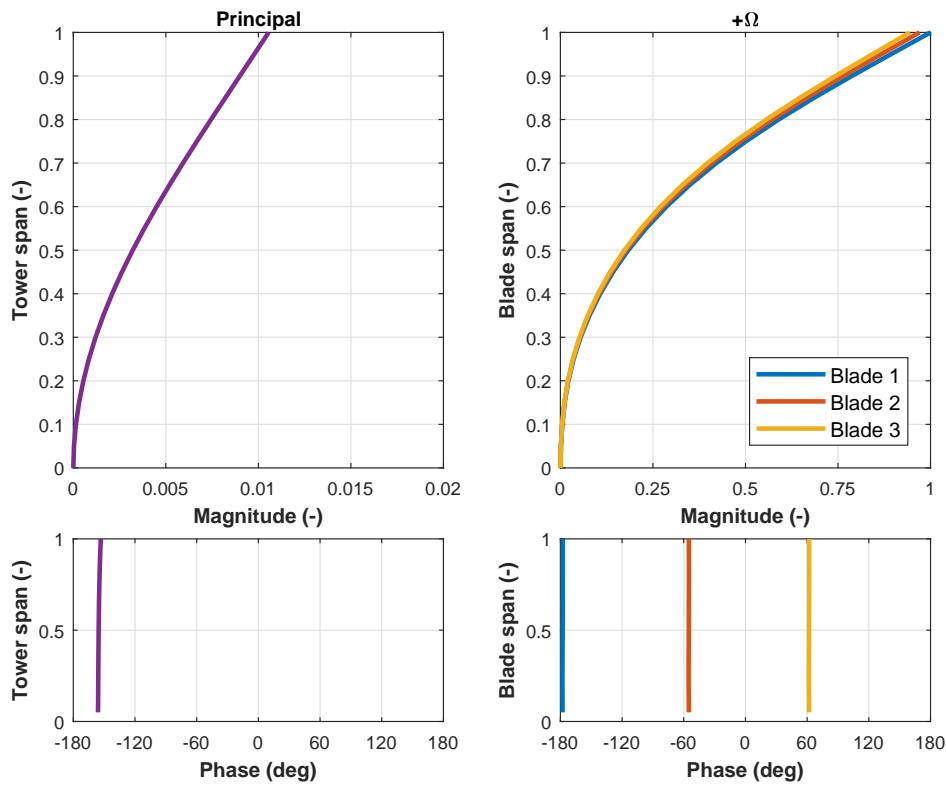 Principal
1
0.9
0.8
0.7
0.6
0.5
0.4
0.3
0.2
0.1
0
Tower span (-)
0 0.005 0.01 0.015 0.02
Magnitude (-)
+Ω
1
0.9
0.8
0.7
0.6
0.5
0.4
0.3
0.2
0.1
0
Blade span (-)
Blade 1
Blade 2
Blade 3
0 0.25 0.5 0.75 1
Magnitude (-)
1
0.5
0
Tower span (-)
-180 -120 -60 0 60 120 180
Phase (deg)
1
0.5
0
Blade span (-)
-180 -120 -60 0 60 120 180
Phase (deg)